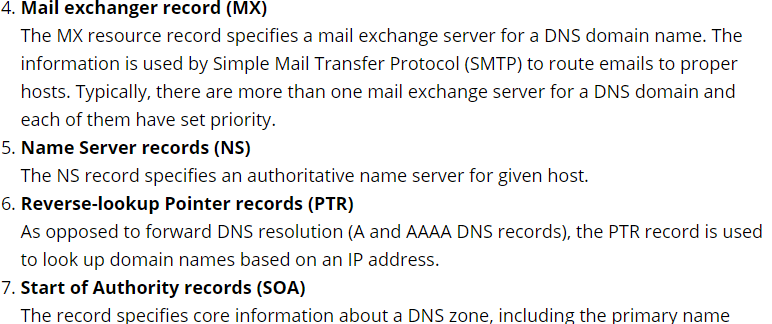 4. Mail exchanger record (MX)
The MX resource record specifies a mail exchange server for a DNS domain name. The
information is used by Simple Mail Transfer Protocol (SMTP) to route emails to proper
hosts. Typically, there are more than one mail exchange server for a DNS domain and
each of them have set priority.
5. Name Server records (NS)
The NS record specifies an authoritative name server for given host.
6. Reverse-lookup Pointer records (PTR)
As opposed to forward DNS resolution (A and AAAA DNS records), the PTR record is used
to look up domain names based on an IP address.
7. Start of Authority records (SOA)
The record specifies core information about a DNS zone, including the primary name